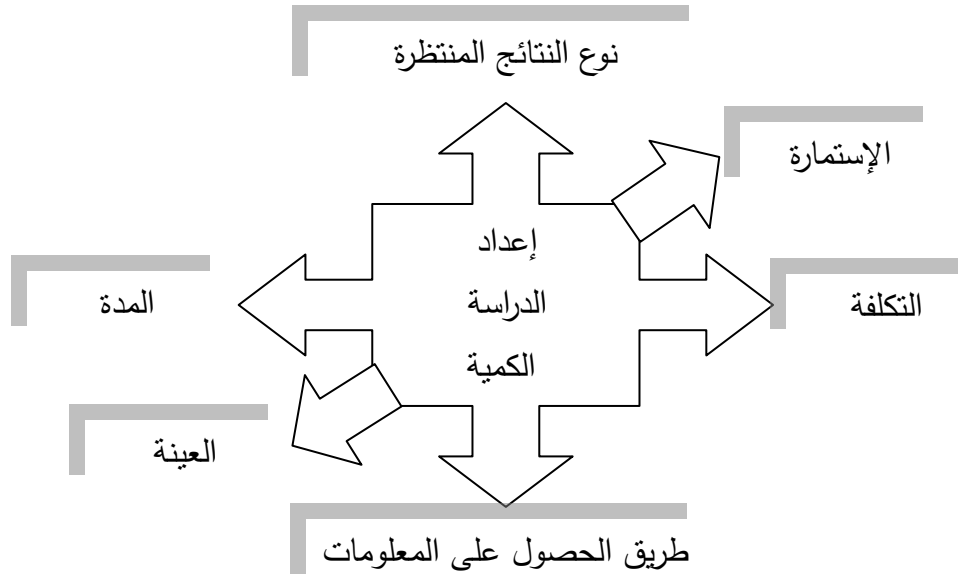 نوع النتائج المنتظرة
الإستمارة
إعداد
الدراسة
الكمية
التكلفة
المدة
العينة
طريق الحصول على المعلومات